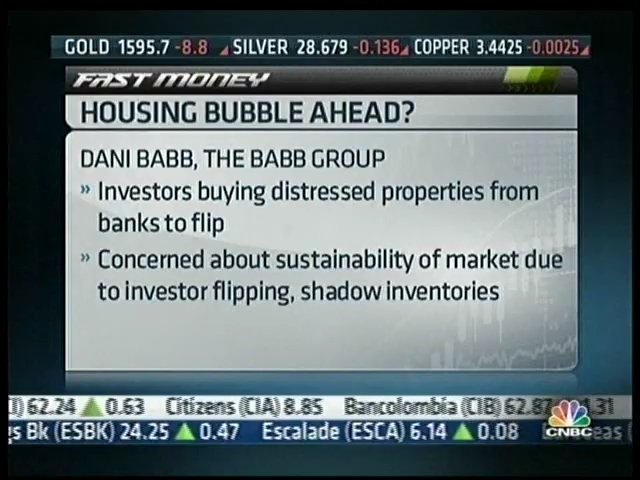 GOLD 1595.7 -8.8 SILVER 28.679 -0.136 COPPER 3.4425 -0.0025
FAST MONEY
HOUSING BUBBLE AHEAD?
DANI BABB, THE BABB GROUP
» Investors buying distressed properties from
banks to flip
» Concerned about sustainability of market due
to investor flipping, shadow inventories
) 62.24 0.63 Citizens (CIA) 8.85 Bancolombia (CIB) 62.87 .31
s Bk (ESBK) 24.25 0.47 Escalade (ESCA) 6.14 0.08
CNBC